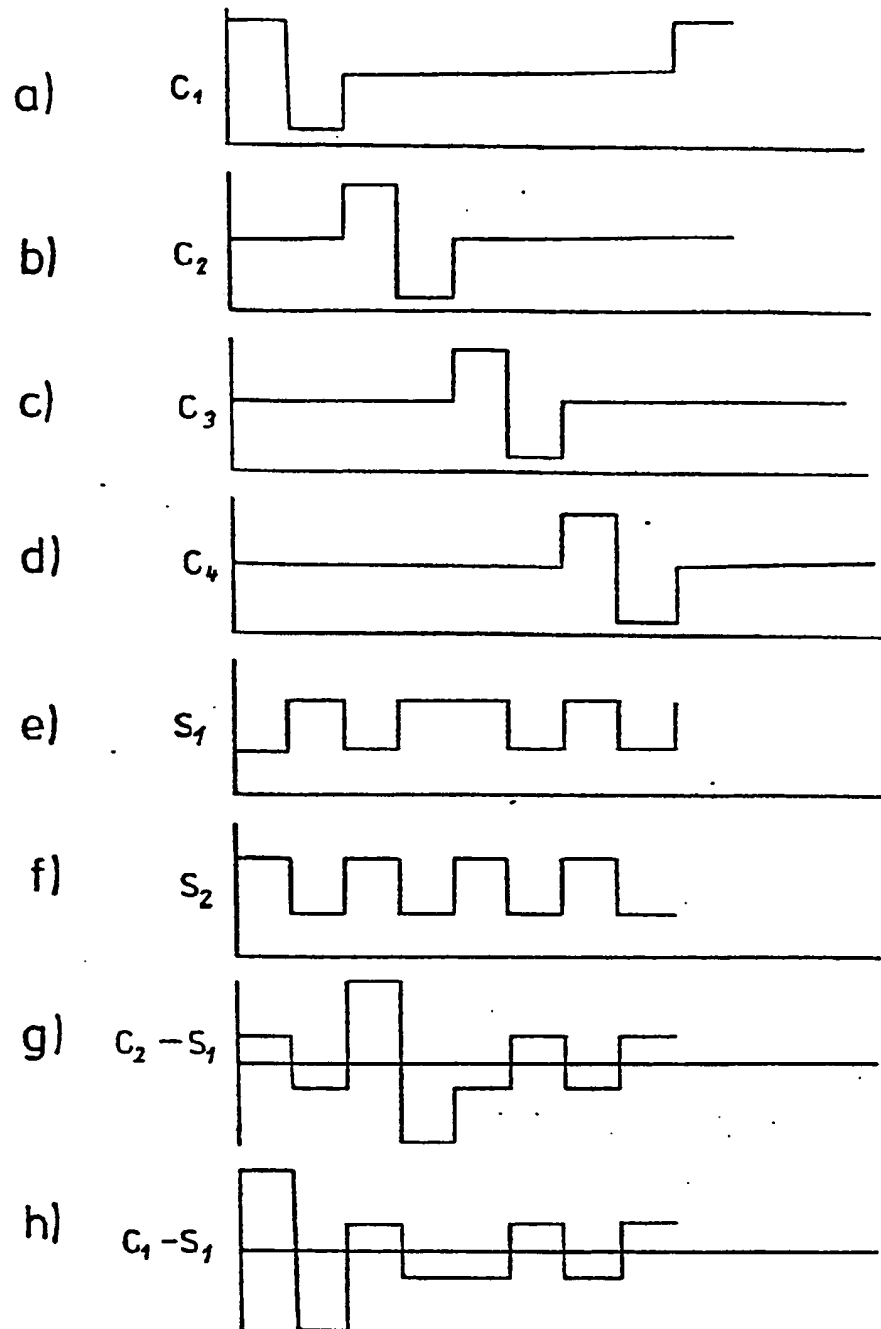 a) C₁
b) C₂
c) C₃
d) C₄
e) S₁
f) S₂
g) C₂ – S₁
h) C₁ – S₁